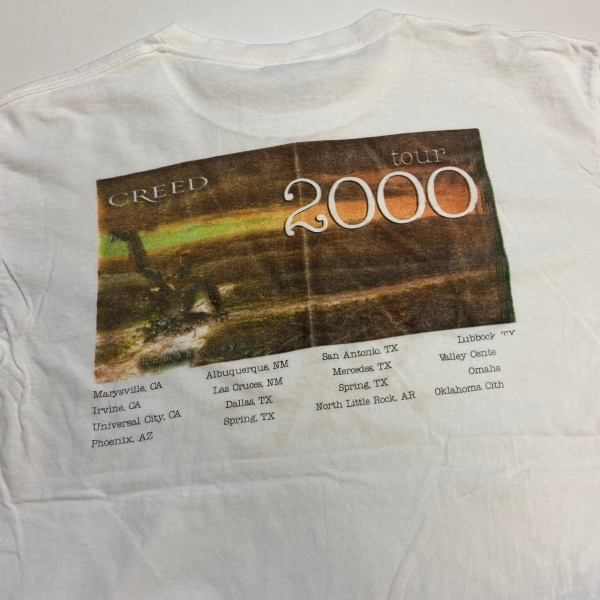 CREED
tour
2000
Marysville, CA
Irvine, CA
Universal City, CA
Phoenix, AZ
Albuquerque, NM
Las Cruces, NM
Dallas, TX
Spring, TX
San Antonio, TX
Mercedes, TX
Spring, TX
North Little Rock, AR
Lubbock TX
Valley Cente
Omaha
Oklahoma Cith